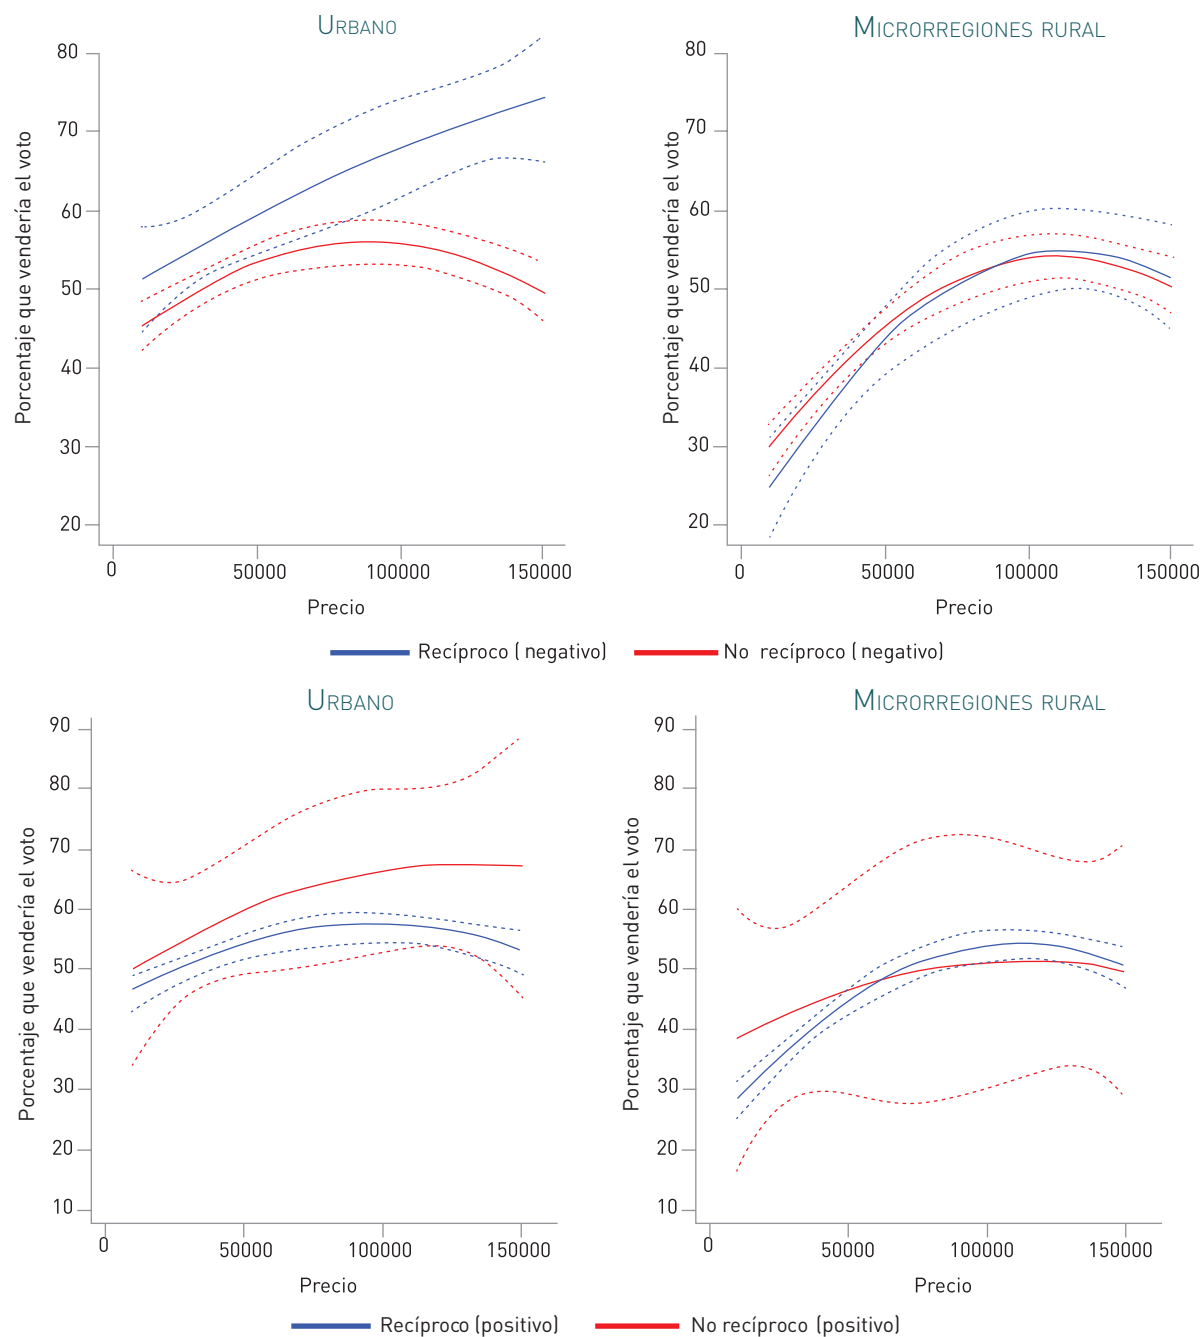 URBANO
MICRORREGIONES RURAL
Porcentaje que vendería el voto
80
70
60
50
40
30
20
0 50000 100000 150000
Precio
Porcentaje que vendería el voto
80
70
60
50
40
30
20
0 50000 100000 150000
Precio
Recíproco ( negativo) No recíproco ( negativo)
URBANO
MICRORREGIONES RURAL
Porcentaje que vendería el voto
90
80
70
60
50
40
30
20
10
0 50000 100000 150000
Precio
Porcentaje que vendería el voto
90
80
70
60
50
40
30
20
10
0 50000 100000 150000
Precio
Recíproco (positivo) No recíproco (positivo)